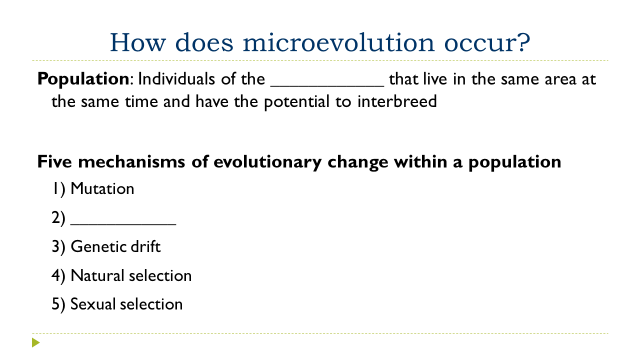 How does microevolution occur?
Population: Individuals of the ____________ that live in the same area at
the same time and have the potential to interbreed
Five mechanisms of evolutionary change within a population
1) Mutation
2) ___________
3) Genetic drift
4) Natural selection
5) Sexual selection